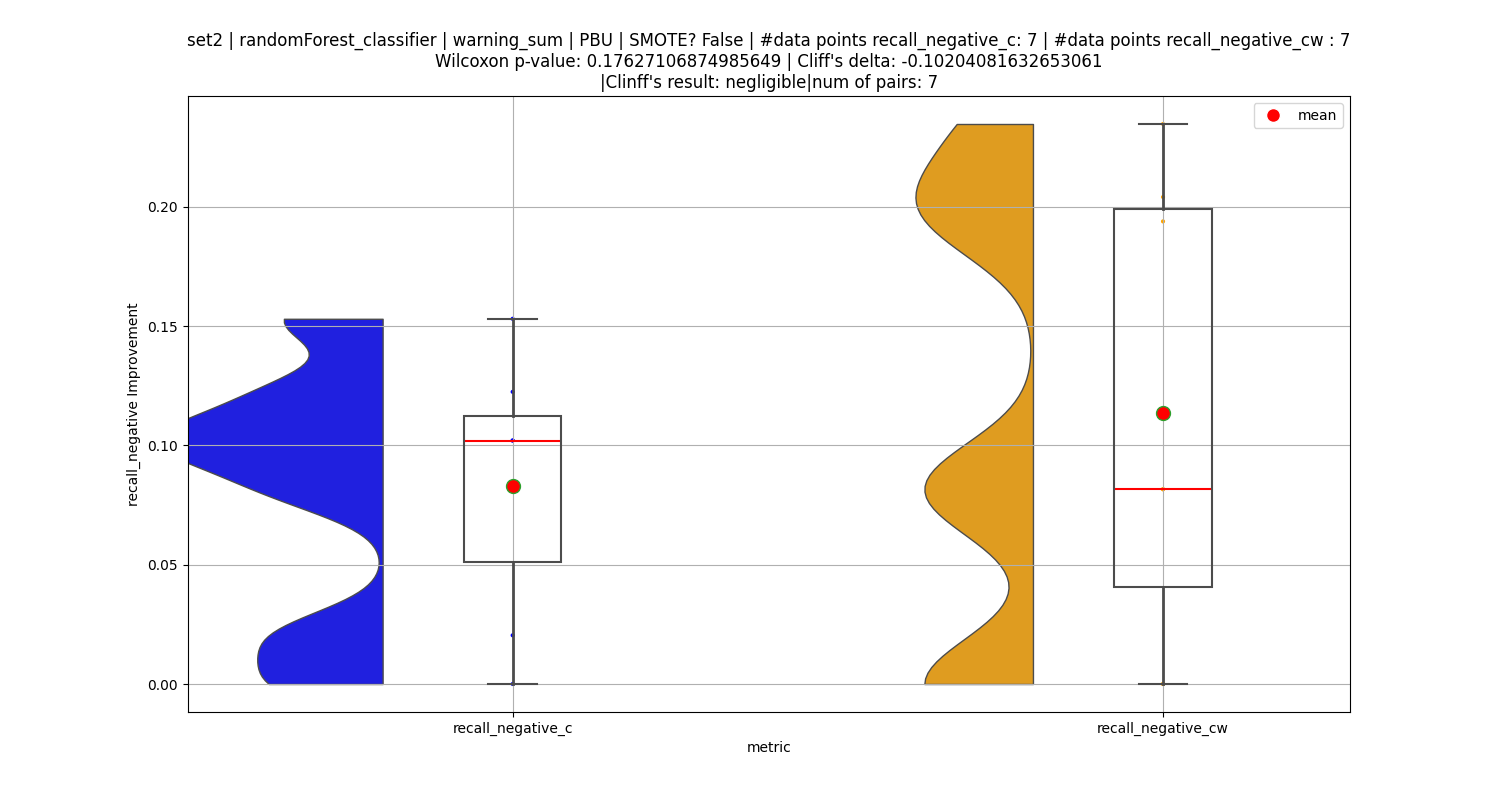 set2 | randomForest_classifier | warning_sum | PBU | SMOTE? False | #data points recall_negative_c: 7 | #data points recall_negative_cw : 7
Wilcoxon p-value: 0.17627106874985649 | Cliff's delta: -0.10204081632653061
|Clinff's result: negligible|num of pairs: 7
mean
recall_negative Improvement
0.20
0.15
0.10
0.05
0.00
recall_negative_c
recall_negative_cw
metric